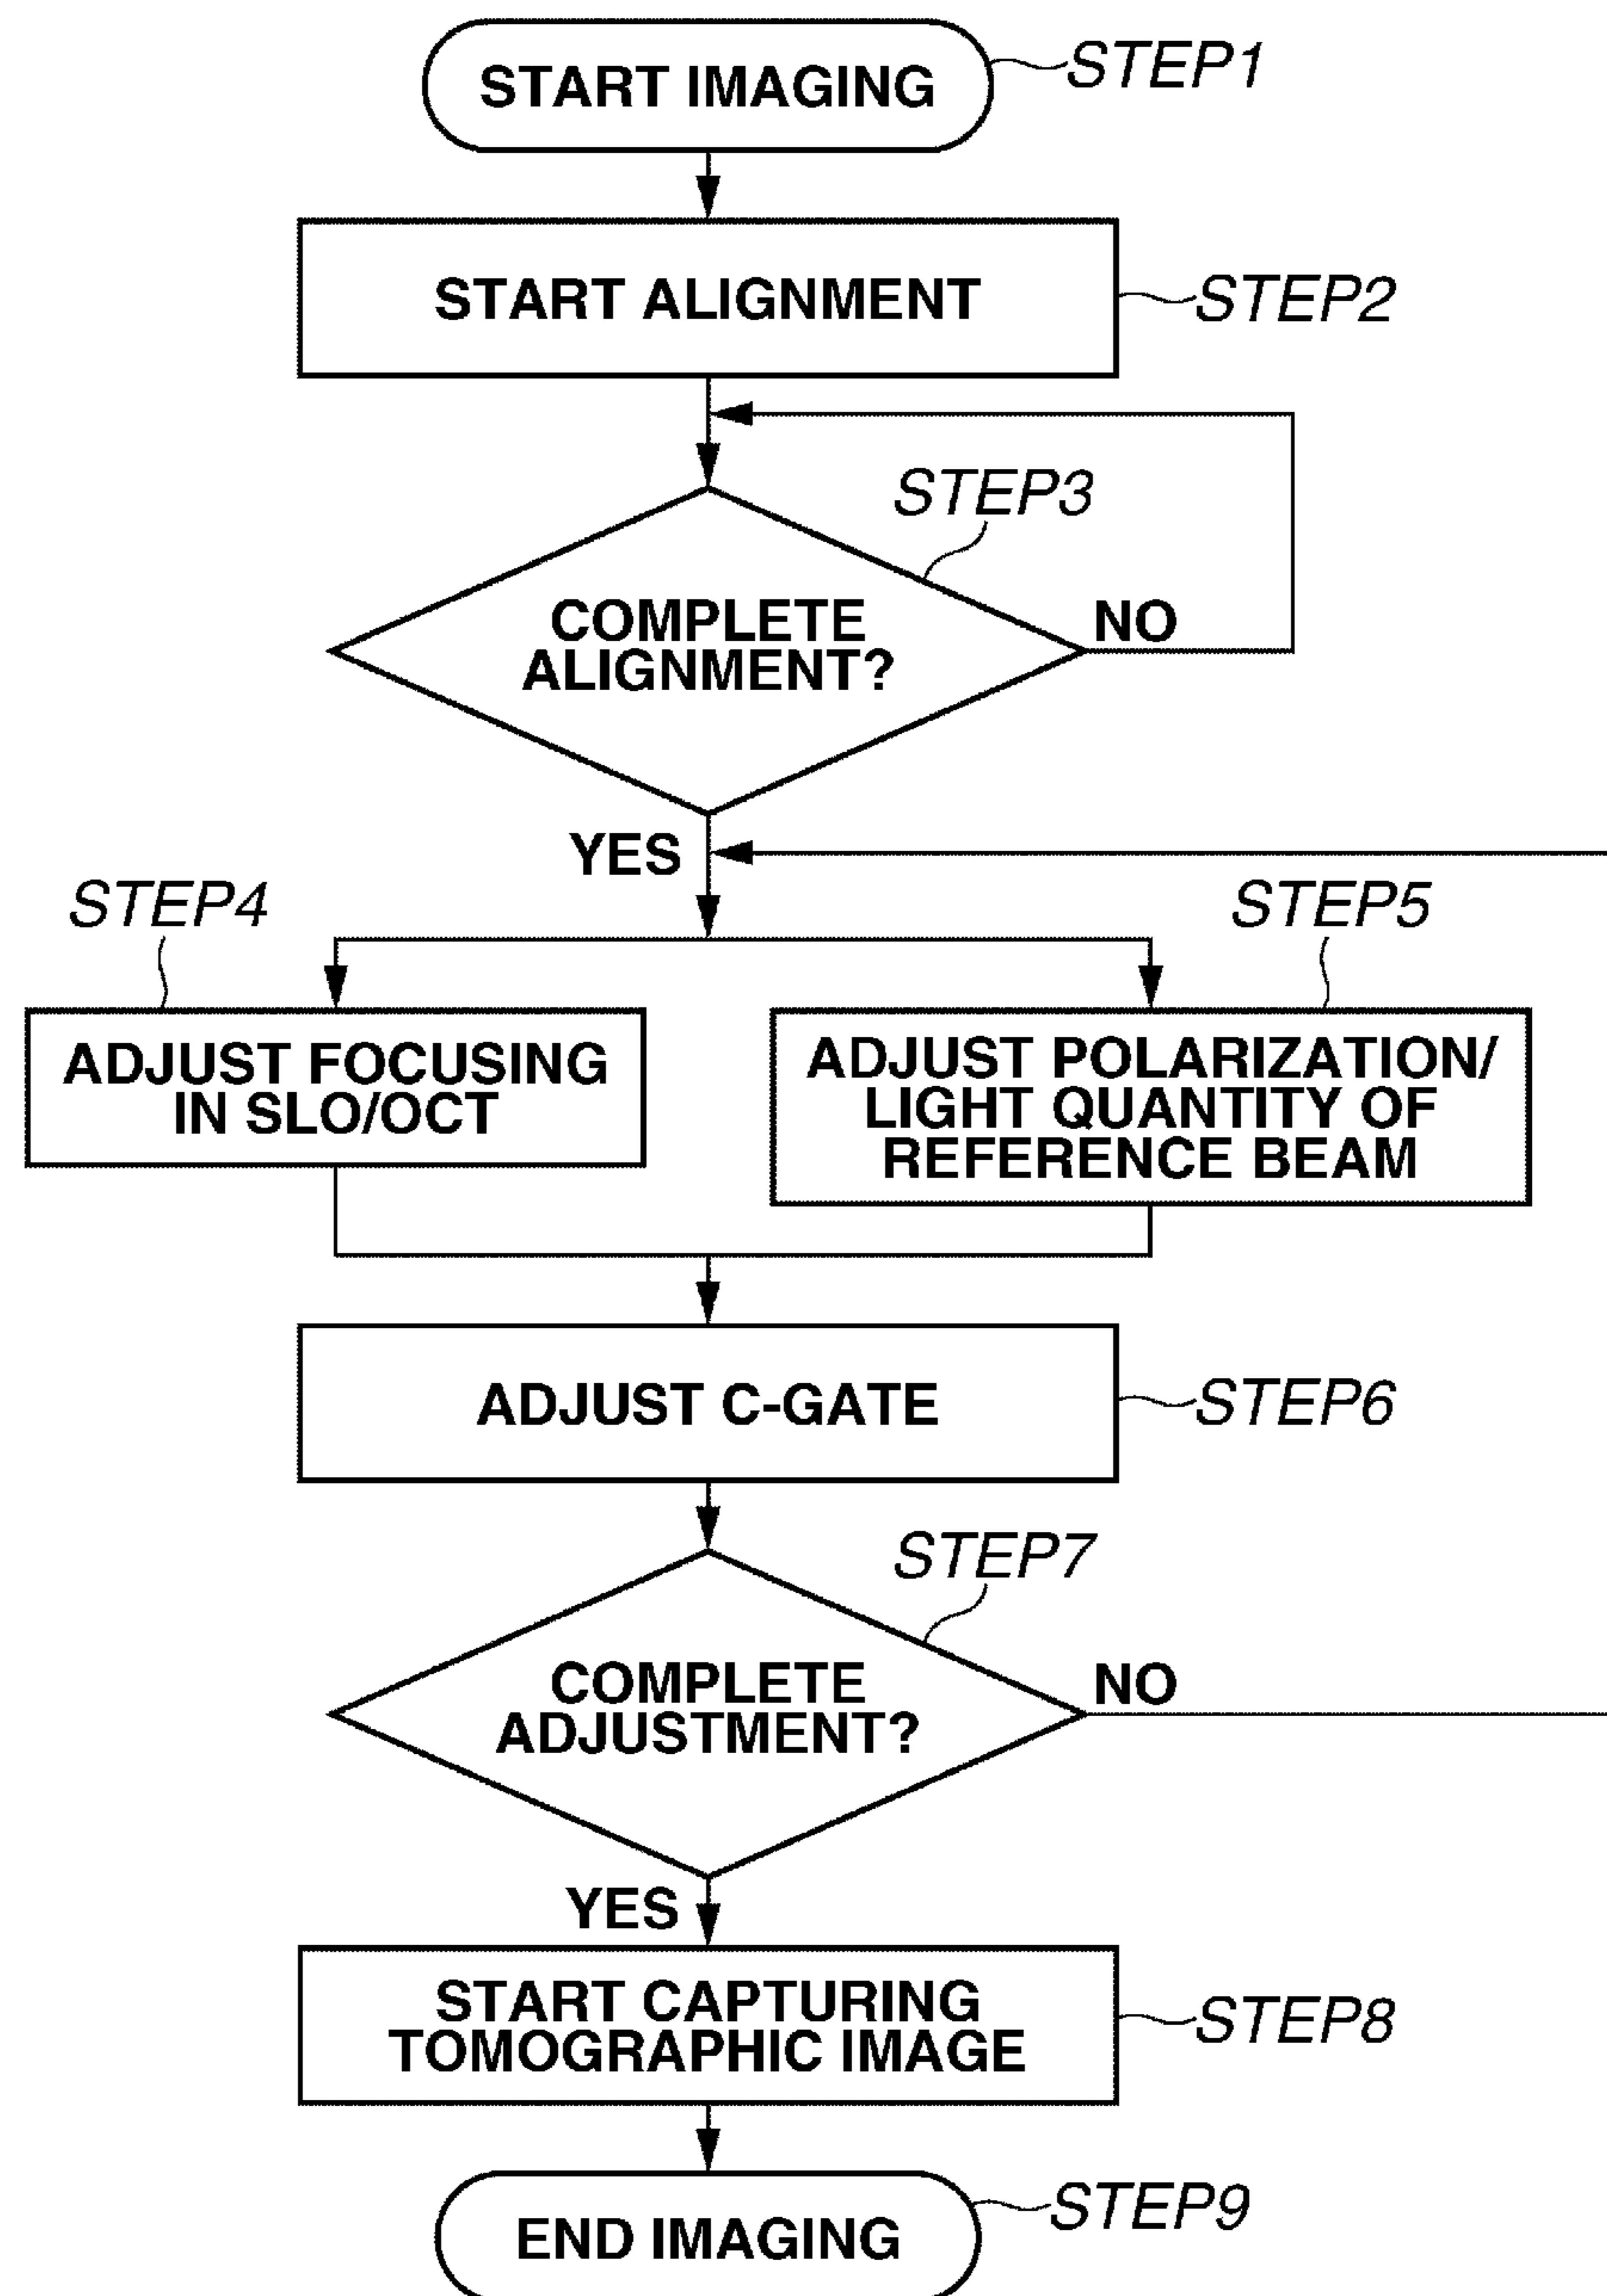 START IMAGING
STEP1
START ALIGNMENT
STEP2
STEP3
COMPLETE
ALIGNMENT?
NO
YES
STEP4
STEP5
ADJUST FOCUSING
IN SLO/OCT
ADJUST POLARIZATION/
LIGHT QUANTITY OF
REFERENCE BEAM
ADJUST C-GATE
STEP6
STEP7
COMPLETE
ADJUSTMENT?
NO
YES
START CAPTURING
TOMOGRAPHIC IMAGE
STEP8
END IMAGING
STEP9